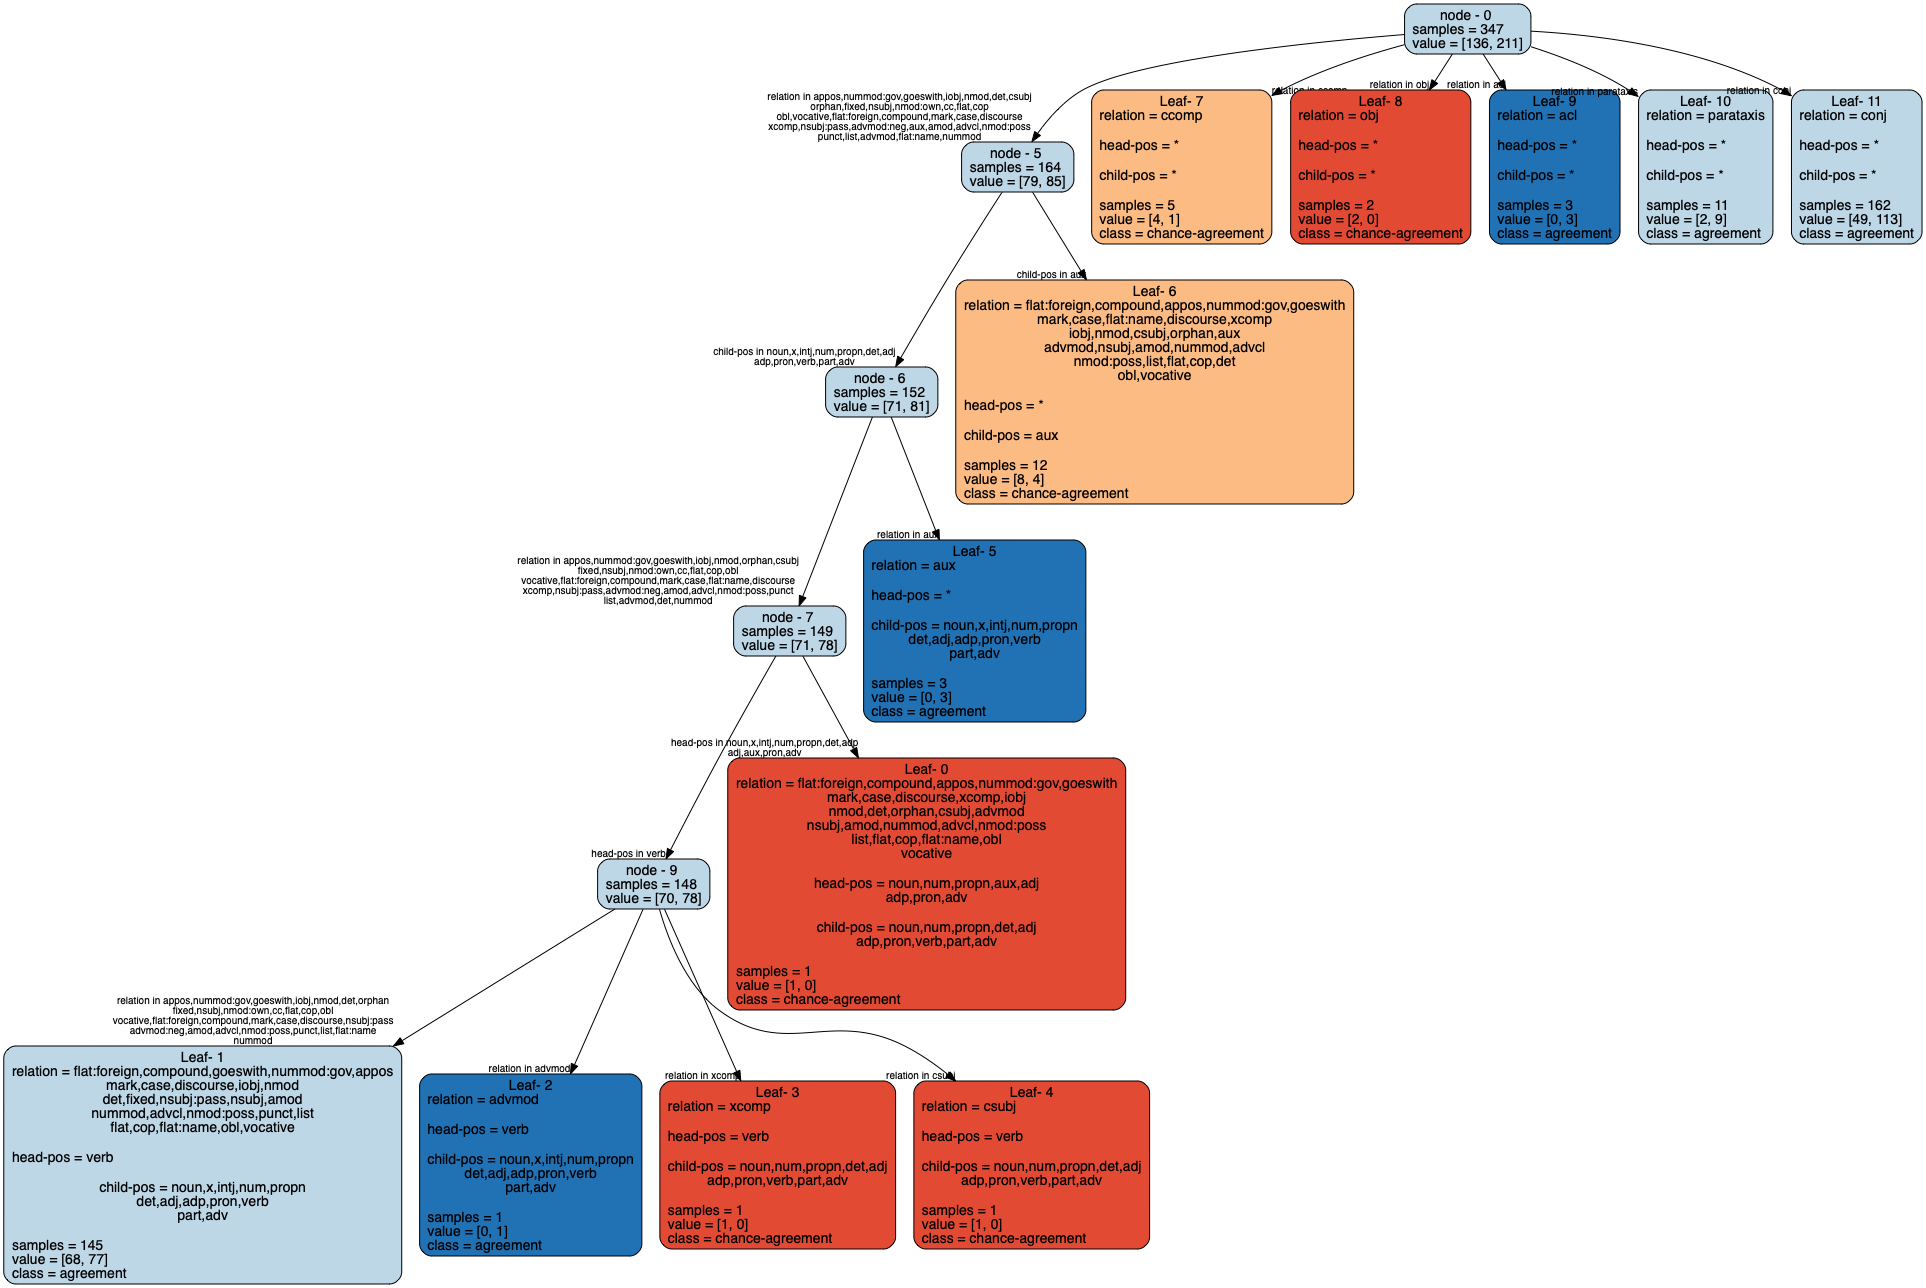 node - 0
samples = 347
value = [136, 211]
relation in appos,nummod:gov,goeswith,iobj,nmod,det,csubj
orphan,fixed,nsubj,nmod:own,cc,flat,cop
obl,vocative,flat:foreign,compound,mark,case,discourse
xcomp,nsubj:pass,advmod:neg,aux,amod,advcl,nmod:poss
punct,list,advmod,flat:name,nummod
node - 5
samples = 164
value = [79, 85]
relation in ccomp
Leaf- 7
relation = ccomp
head-pos = *
child-pos = *
samples = 5
value = [4, 1]
class = chance-agreement
relation in obj
Leaf- 8
relation = obj
head-pos = *
child-pos = *
samples = 2
value = [2, 0]
class = chance-agreement
relation in acl
Leaf- 9
relation = acl
head-pos = *
child-pos = *
samples = 3
value = [0, 3]
class = agreement
relation in parataxis
Leaf- 10
relation = parataxis
head-pos = *
child-pos = *
samples = 11
value = [2, 9]
class = agreement
relation in conj
Leaf- 11
relation = conj
head-pos = *
child-pos = *
samples = 162
value = [49, 113]
class = agreement
child-pos in aux
Leaf- 6
relation = flat:foreign,compound,appos,nummod:gov,goeswith
mark,case,flat:name,discourse,xcomp
iobj,nmod,csubj,orphan,aux
advmod,nsubj,amod,nummod,advcl
nmod:poss,list,flat,cop,det
obl,vocative
head-pos = *
child-pos = aux
samples = 12
value = [8, 4]
class = chance-agreement
child-pos in noun,x,intj,num,propn,det,adj
adp,pron,verb,part,adv
node - 6
samples = 152
value = [71, 81]
relation in aux
Leaf- 5
relation = aux
head-pos = *
child-pos = noun,x,intj,num,propn
det,adj,adp,pron,verb
part,adv
samples = 3
value = [0, 3]
class = agreement
relation in appos,nummod:gov,goeswith,iobj,nmod,orphan,csubj
fixed,nsubj,nmod:own,cc,flat,cop,obl
vocative,flat:foreign,compound,mark,case,flat:name,discourse
xcomp,nsubj:pass,advmod:neg,amod,advcl,nmod:poss,punct
list,advmod,det,nummod
node - 7
samples = 149
value = [71, 78]
head-pos in noun,x,intj,num,propn,det,adp
adj,aux,pron,adv
Leaf- 0
relation = flat:foreign,compound,appos,nummod:gov,goeswith
mark,case,discourse,xcomp,iobj
nmod,det,orphan,csubj,advmod
nsubj,amod,nummod,advcl,nmod:poss
list,flat,cop,flat:name,obl
vocative
head-pos = noun,num,propn,aux,adj
adp,pron,adv
child-pos = noun,num,propn,det,adj
adp,pron,verb,part,adv
samples = 1
value = [1, 0]
class = chance-agreement
head-pos in verb
node - 9
samples = 148
value = [70, 78]
relation in appos,nummod:gov,goeswith,iobj,nmod,det,orphan
fixed,nsubj,nmod:own,cc,flat,cop,obl
vocative,flat:foreign,compound,mark,case,discourse,nsubj:pass
advmod:neg,amod,advcl,nmod:poss,punct,list,flat:name
nummod
Leaf- 1
relation = flat:foreign,compound,goeswith,nummod:gov,appos
mark,case,discourse,iobj,nmod
det,fixed,nsubj:pass,nsubj,amod
nummod,advcl,nmod:poss,punct,list
flat,cop,flat:name,obl,vocative
head-pos = verb
child-pos = noun,x,intj,num,propn
det,adj,adp,pron,verb
part,adv
samples = 145
value = [68, 77]
class = agreement
relation in advmod
Leaf- 2
relation = advmod
head-pos = verb
child-pos = noun,x,intj,num,propn
det,adj,adp,pron,verb
part,adv
samples = 1
value = [0, 1]
class = agreement
relation in xcomp
Leaf- 3
relation = xcomp
head-pos = verb
child-pos = noun,num,propn,det,adj
adp,pron,verb,part,adv
samples = 1
value = [1, 0]
class = chance-agreement
relation in csubj
Leaf- 4
relation = csubj
head-pos = verb
child-pos = noun,num,propn,det,adj
adp,pron,verb,part,adv
samples = 1
value = [1, 0]
class = chance-agreement